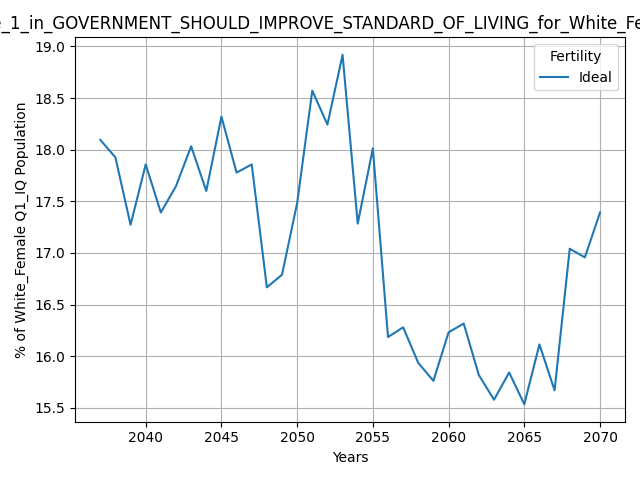 _1_in_GOVERNMENT_SHOULD_IMPROVE_STANDARD_OF_LIVING_for_White_Fe
19.0
18.5
18.0
17.5
17.0
16.5
16.0
15.5
% of White_Female Q1_IQ Population
Fertility
Ideal
2040 2045 2050 2055 2060 2065 2070
Years